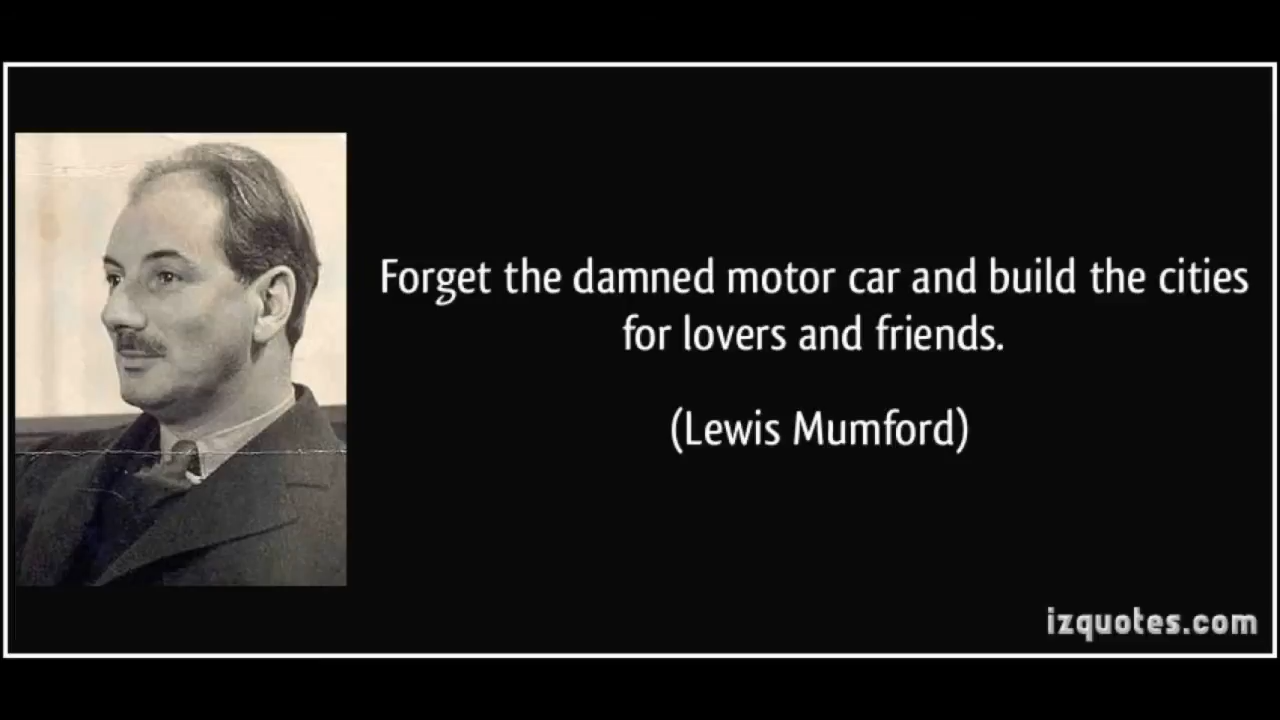 Forget the damned motor car and build the cities
for lovers and friends.
(Lewis Mumford)
izquotes.com